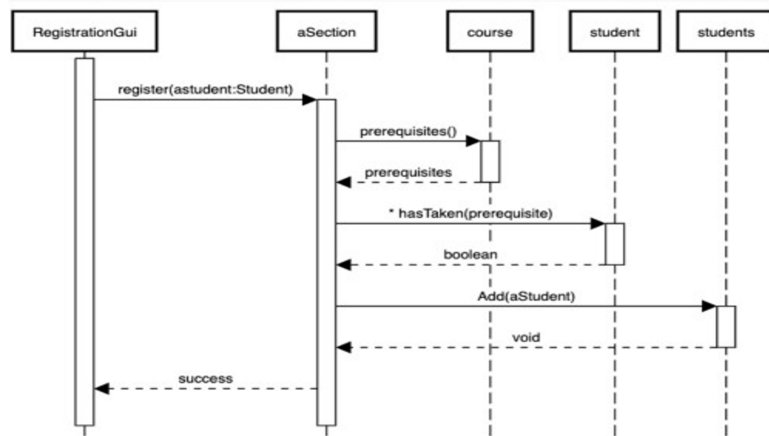 RegistrationGui
aSection
course
student
students
register(astudent:Student)
prerequisites()
prerequisites
* hasTaken(prerequisite)
boolean
Add(aStudent)
void
success